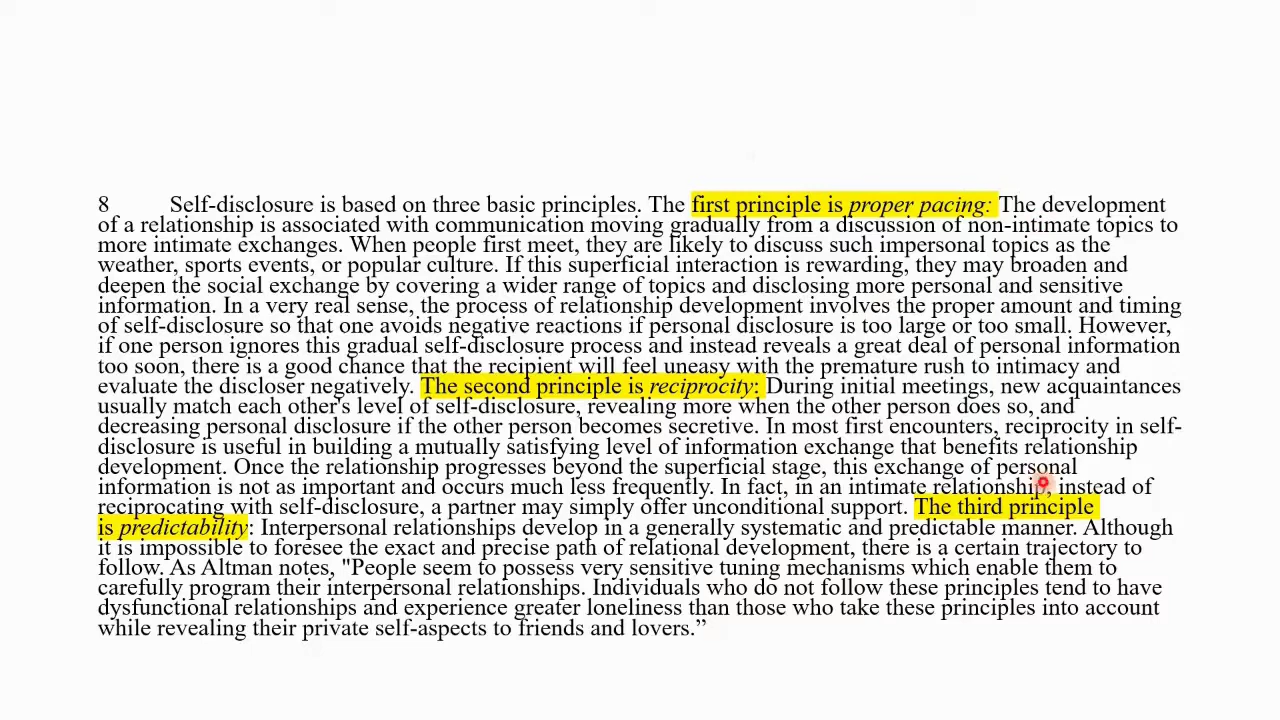 8 Self-disclosure is based on three basic principles. The first principle is proper pacing: The development
of a relationship is associated with communication moving gradually from a discussion of non-intimate topics to
more intimate exchanges. When people first meet, they are likely to discuss such impersonal topics as the
weather, sports events, or popular culture. If this superficial interaction is rewarding, they may broaden and
deepen the social exchange by covering a wider range of topics and disclosing more personal and sensitive
information. In a very real sense, the process of relationship development involves the proper amount and timing
of self-disclosure so that one avoids negative reactions if personal disclosure is too large or too small. However,
if one person ignores this gradual self-disclosure process and instead reveals a great deal of personal information
too soon, there is a good chance that the recipient will feel uneasy with the premature rush to intimacy and
evaluate the discloser negatively. The second principle is reciprocity: During initial meetings, new acquaintances
usually match each other's level of self-disclosure, revealing more when the other person does so, and
decreasing personal disclosure if the other person becomes secretive. In most first encounters, reciprocity in self-
disclosure is useful in building a mutually satisfying level of information exchange that benefits relationship
development. Once the relationship progresses beyond the superficial stage, this exchange of personal
information is not as important and occurs much less frequently. In fact, in an intimate relationship, instead of
reciprocating with self-disclosure, a partner may simply offer unconditional support. The third principle
is predictability: Interpersonal relationships develop in a generally systematic and predictable manner. Although
it is impossible to foresee the exact and precise path of relational development, there is a certain trajectory to
follow. As Altman notes, "People seem to possess very sensitive tuning mechanisms which enable them to
carefully program their interpersonal relationships. Individuals who do not follow these principles tend to have
dysfunctional relationships and experience greater loneliness than those who take these principles into account
while revealing their private self-aspects to friends and lovers.”